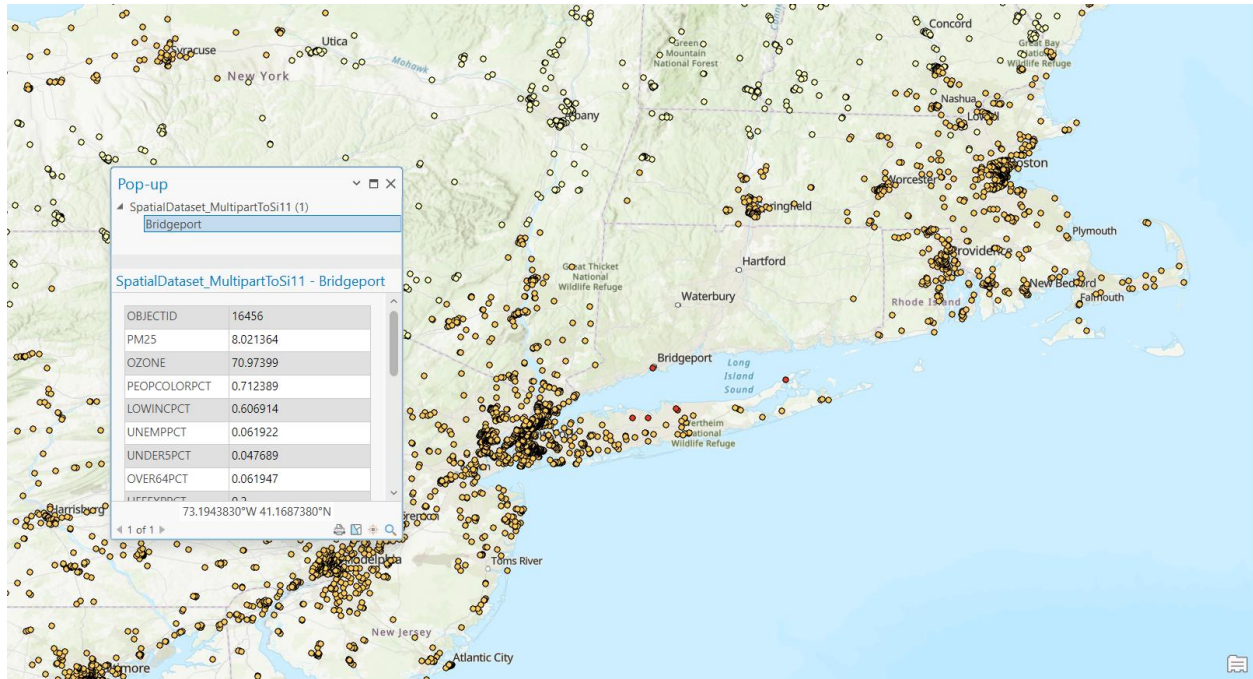 Concord
Syracuse
Utica
Mohawk
Green
Mountain
National Forest
Great Bay
National
Wildlife Refuge
New York
Nashua
Lowell
Albany
Boston
Worcester
Springfield
Pop-up
SpatialDataset_MultipartToSi11 (1)
Bridgeport
Plymouth
Providence
Hartford
Great Thicket
National
Wildlife Refuge
SpatialDataset_MultipartToSi11 - Bridgeport
New Bedford
Falmouth
Waterbury
Rhode Island
OBJECTID 16456
PM25 8.021364
OZONE 70.97399
PEOPCOLORPCT 0.712389
LOWINCPCT 0.606914
UNEMPPCT 0.061922
UNDER5PCT 0.047689
OVER64PCT 0.061947
Bridgeport
Long
Island
Sound
Wertheim
National
Wildlife Refuge
73.1943830°W 41.1687380°N
1 of 1
Harrisburg
Trenton
Philadelphia
Toms River
New Jersey
Atlantic City